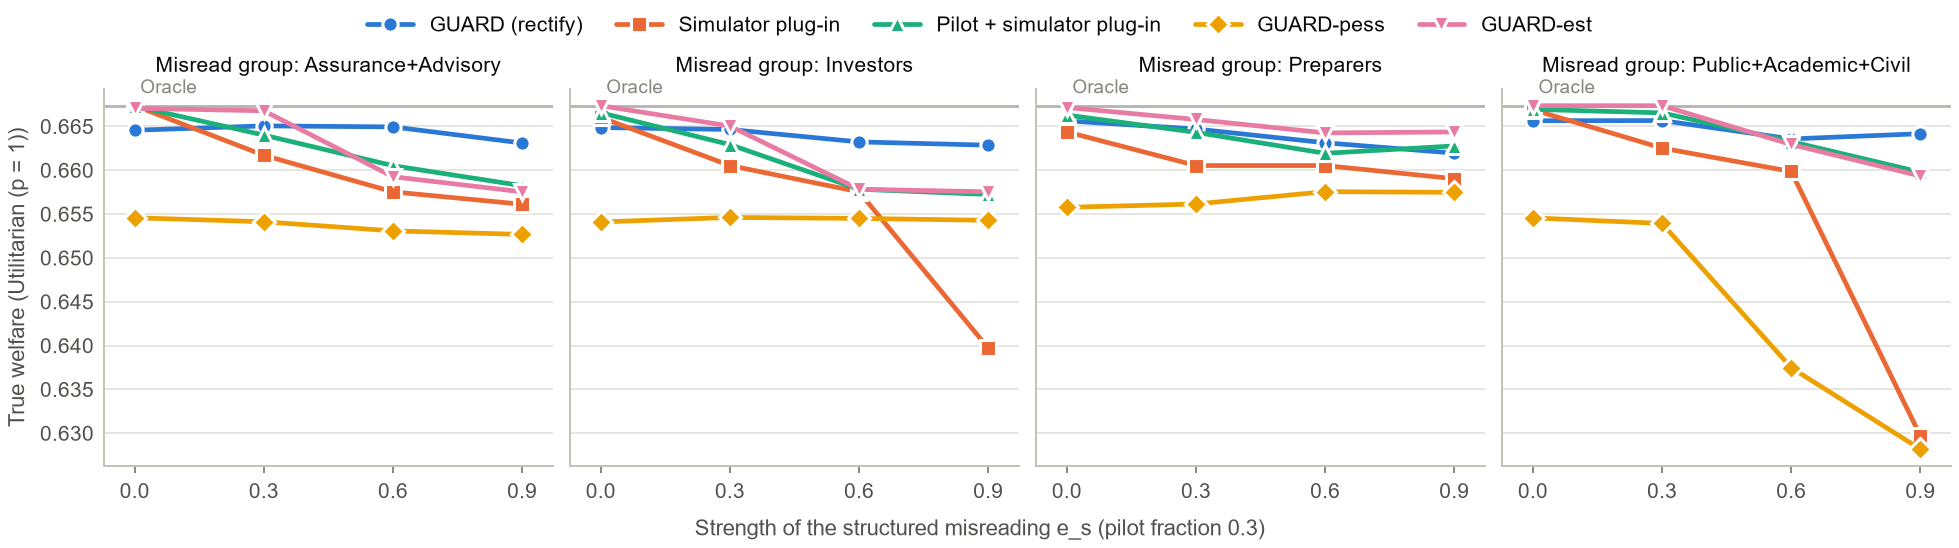 GUARD (rectify) Simulator plug-in Pilot + simulator plug-in GUARD-pess GUARD-est
Misread group: Assurance+Advisory
Misread group: Investors
Misread group: Preparers
Misread group: Public+Academic+Civil
Oracle
Oracle
Oracle
Oracle
True welfare (Utilitarian (p = 1))
0.665
0.660
0.655
0.650
0.645
0.640
0.635
0.630
0.0 0.3 0.6 0.9
0.0 0.3 0.6 0.9
0.0 0.3 0.6 0.9
0.0 0.3 0.6 0.9
Strength of the structured misreading e_s (pilot fraction 0.3)